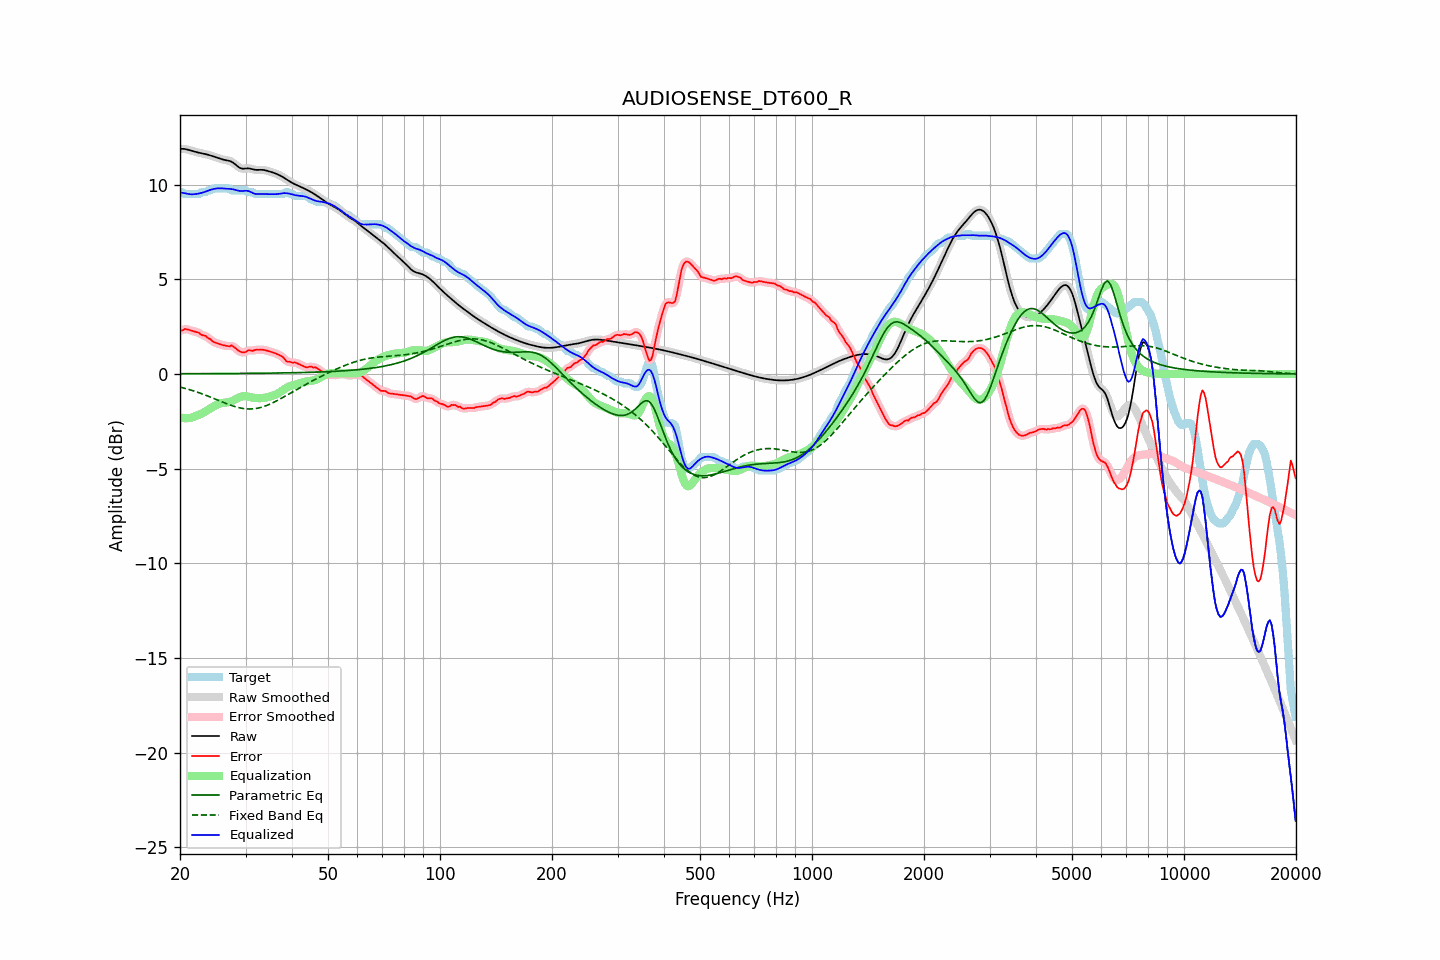 AUDIOSENSE_DT600_R
Amplitude (dBr)
10
5
0
−5
−10
−15
−20
−25
Target
Raw Smoothed
Error Smoothed
Raw
Error
Equalization
Parametric Eq
Fixed Band Eq
Equalized
20 50 100 200 500 1000 2000 5000 10000 20000
Frequency (Hz)